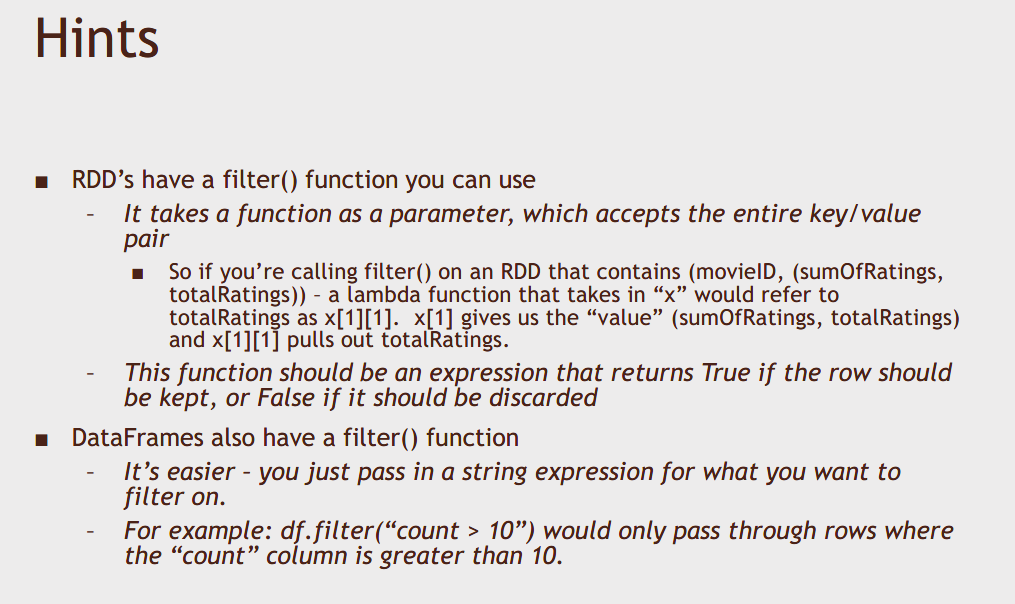 Hints
■ RDD’s have a filter() function you can use
– It takes a function as a parameter, which accepts the entire key/value
pair
■ So if you’re calling filter() on an RDD that contains (movieID, (sumOfRatings,
totalRatings)) – a lambda function that takes in “x” would refer to
totalRatings as x[1][1].  x[1] gives us the “value” (sumOfRatings, totalRatings)
and x[1][1] pulls out totalRatings.
– This function should be an expression that returns True if the row should
be kept, or False if it should be discarded
■ DataFrames also have a filter() function
– It’s easier – you just pass in a string expression for what you want to
filter on.
– For example: df.filter(“count > 10”) would only pass through rows where
the “count” column is greater than 10.